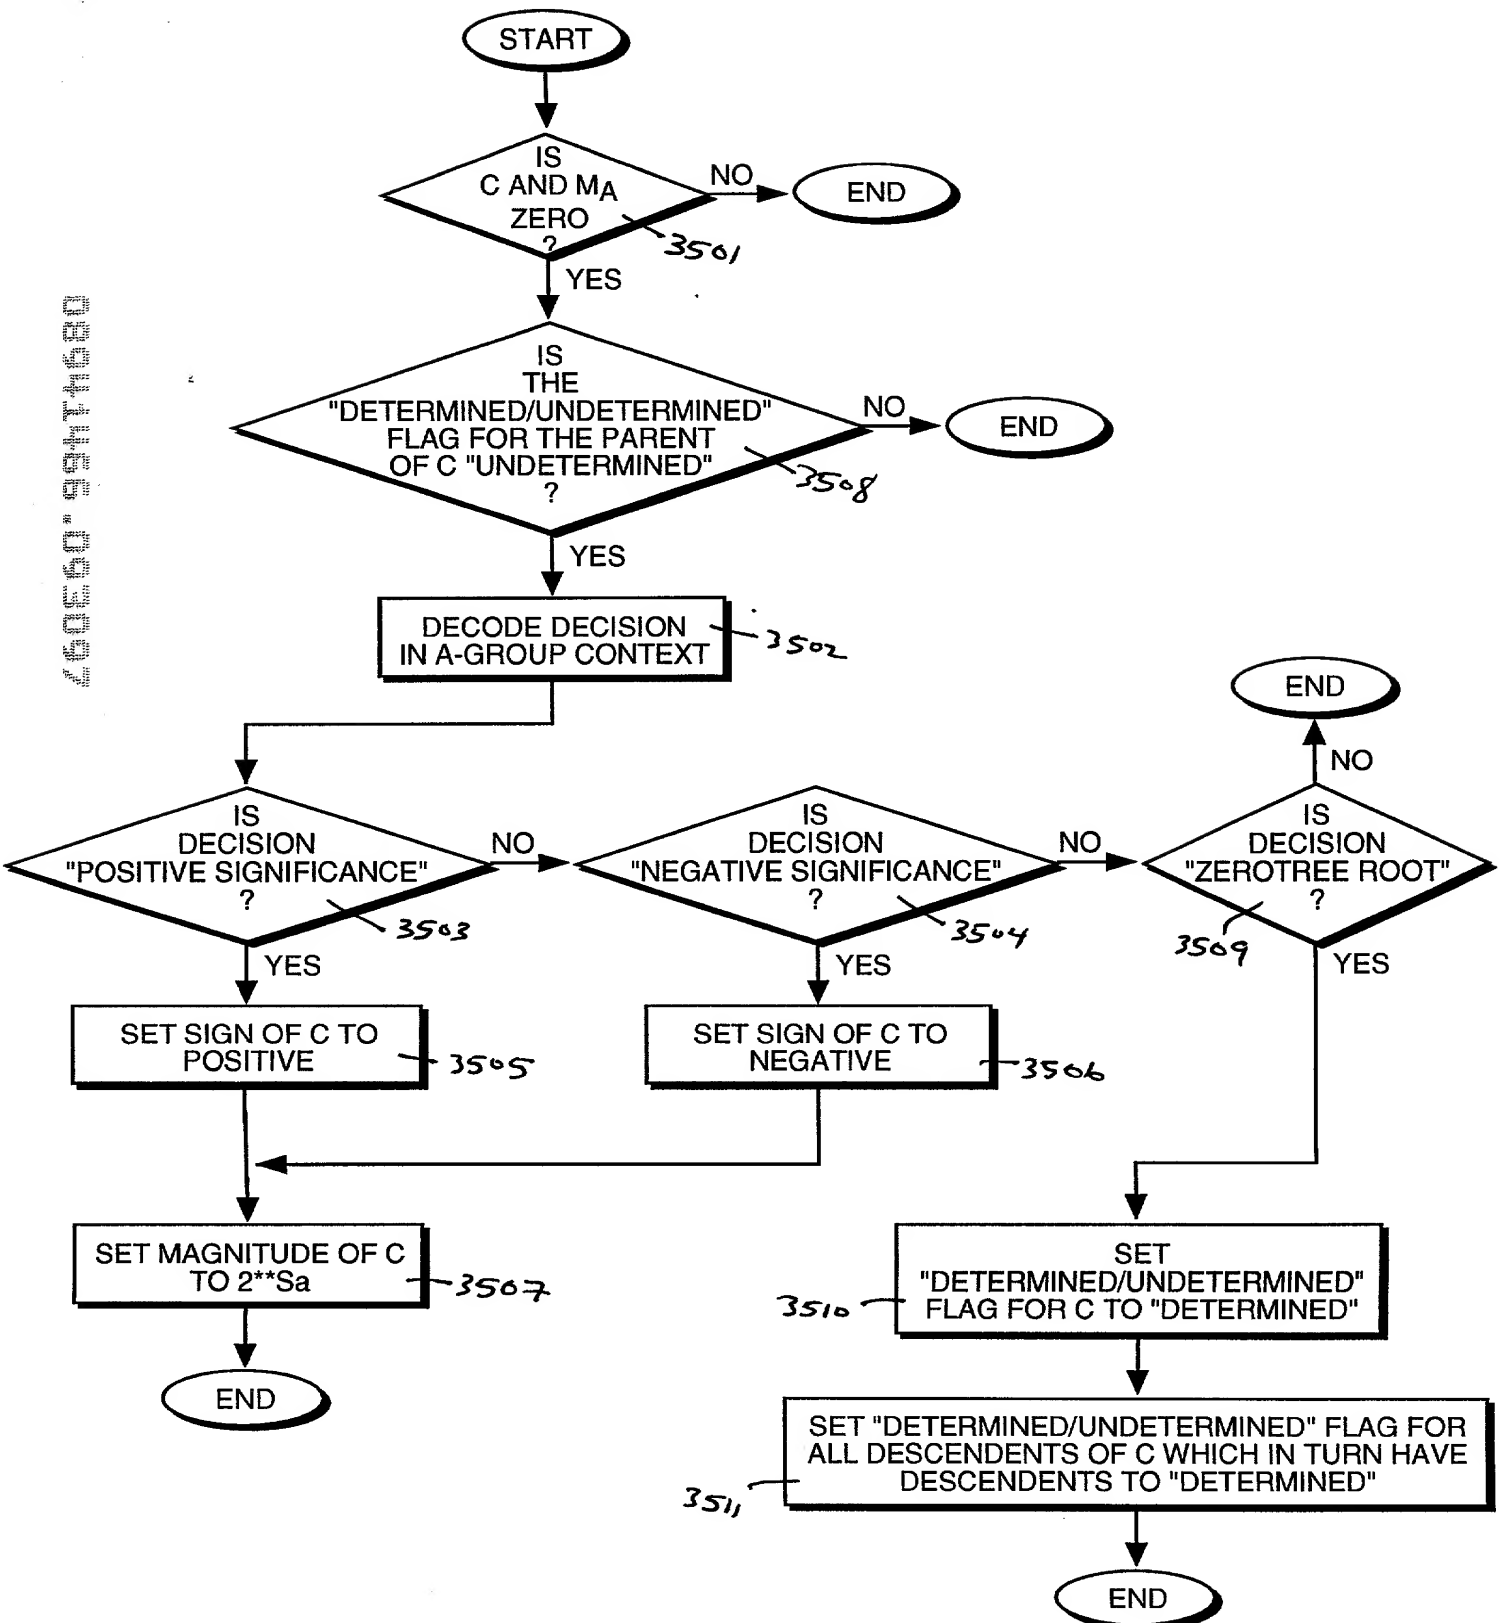 START
IS
C AND MA
ZERO
?
NO
END
3501
YES
IS
THE
"DETERMINED/UNDETERMINED"
FLAG FOR THE PARENT
OF C "UNDETERMINED"
?
NO
END
3508
YES
DECODE DECISION
IN A-GROUP CONTEXT
3502
END
NO
IS
DECISION
"POSITIVE SIGNIFICANCE"
?
NO
3503
YES
IS
DECISION
"NEGATIVE SIGNIFICANCE"
?
NO
3504
YES
IS
DECISION
"ZEROTREE ROOT"
?
3509
YES
SET SIGN OF C TO
POSITIVE
3505
SET SIGN OF C TO
NEGATIVE
3506
SET MAGNITUDE OF C
TO 2**Sa
3507
END
SET
"DETERMINED/UNDETERMINED"
FLAG FOR C TO "DETERMINED"
3510
SET "DETERMINED/UNDETERMINED" FLAG FOR
ALL DESCENDENTS OF C WHICH IN TURN HAVE
DESCENDENTS TO "DETERMINED"
3511
END